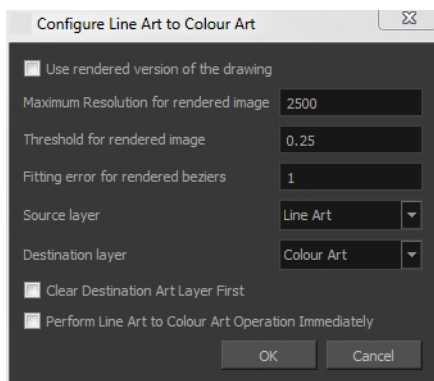 Configure Line Art to Colour Art
Use rendered version of the drawing
Maximum Resolution for rendered image 2500
Threshold for rendered image 0.25
Fitting error for rendered beziers 1
Source layer Line Art
Destination layer Colour Art
Clear Destination Art Layer First
Perform Line Art to Colour Art Operation Immediately
OK Cancel